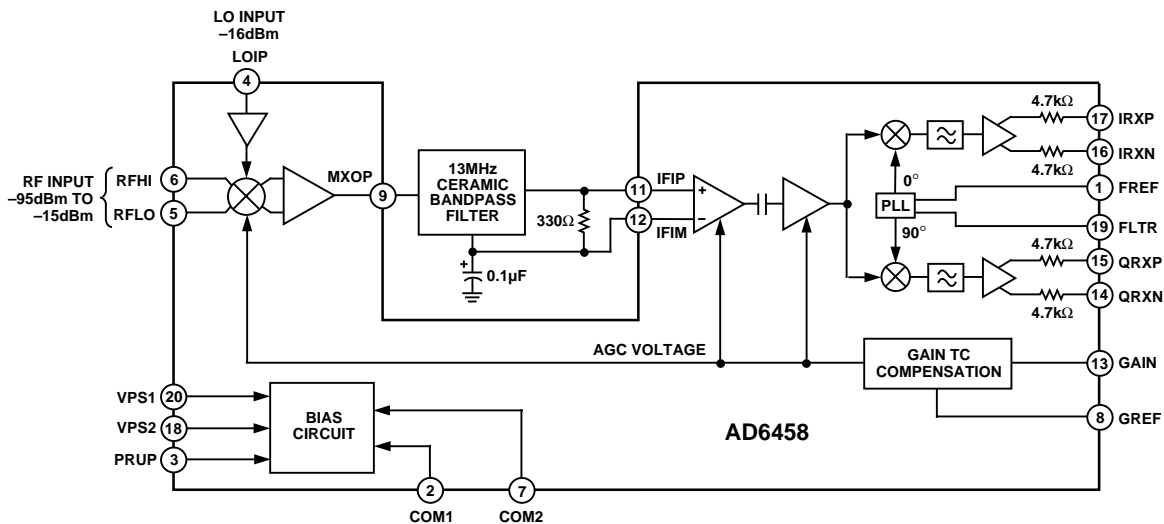 LO INPUT
–16dBm
LOIP
4
RF INPUT
–95dBm TO
–15dBm
RFHI
6
RFLO
5
MXOP
9
13MHz
CERAMIC
BANDPASS
FILTER
330Ω
+
0.1µF
11
IFIP
12
IFIM
+
–
0°
PLL
90°
4.7kΩ
17
IRXP
16
IRXN
4.7kΩ
1
FREF
19
FLTR
4.7kΩ
15
QRXP
14
QRXN
4.7kΩ
AGC VOLTAGE
GAIN TC
COMPENSATION
13
GAIN
8
GREF
VPS1
20
VPS2
18
PRUP
3
BIAS
CIRCUIT
AD6458
2
COM1
7
COM2